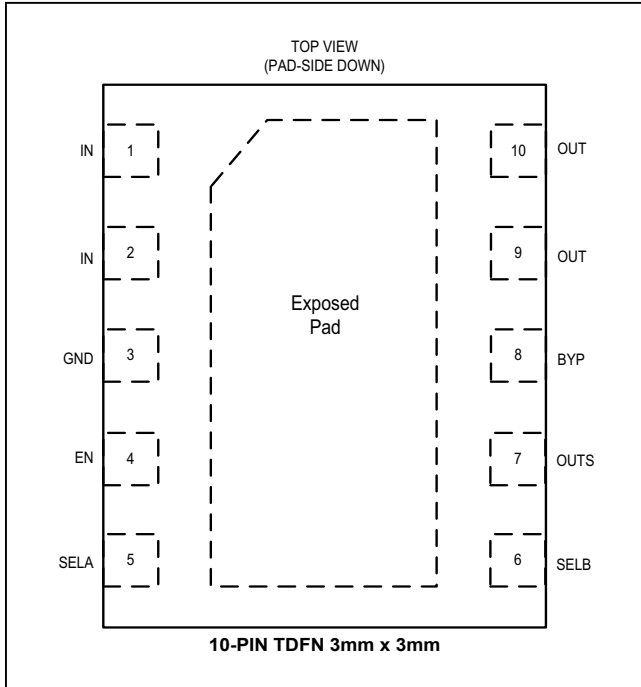 TOP VIEW
(PAD-SIDE DOWN)
IN 1 10 OUT
IN 2 9 OUT
Exposed
Pad
GND 3 8 BYP
EN 4 7 OUTS
SELA 5 6 SELB
10-PIN TDFN 3mm x 3mm